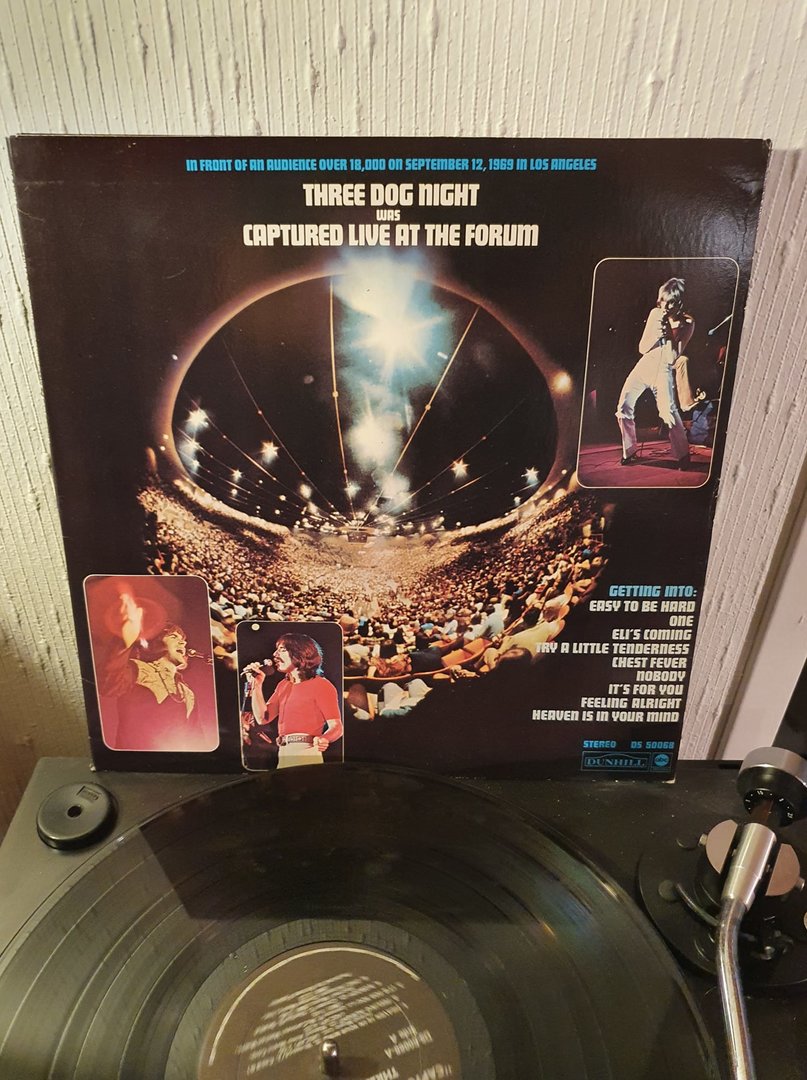 IN FRONT OF AN AUDIENCE OVER 18,000 ON SEPTEMBER 12, 1969 IN LOS ANGELES
THREE DOG NIGHT
WAS
CAPTURED LIVE AT THE FORUM
GETTING INTO:
EASY TO BE HARD
ONE
ELI'S COMING
TRY A LITTLE TENDERNESS
CHEST FEVER
NOBODY
IT'S FOR YOU
FEELING ALRIGHT
HEAVEN IS IN YOUR MIND
STEREO DS 50068
DUNHILL abc